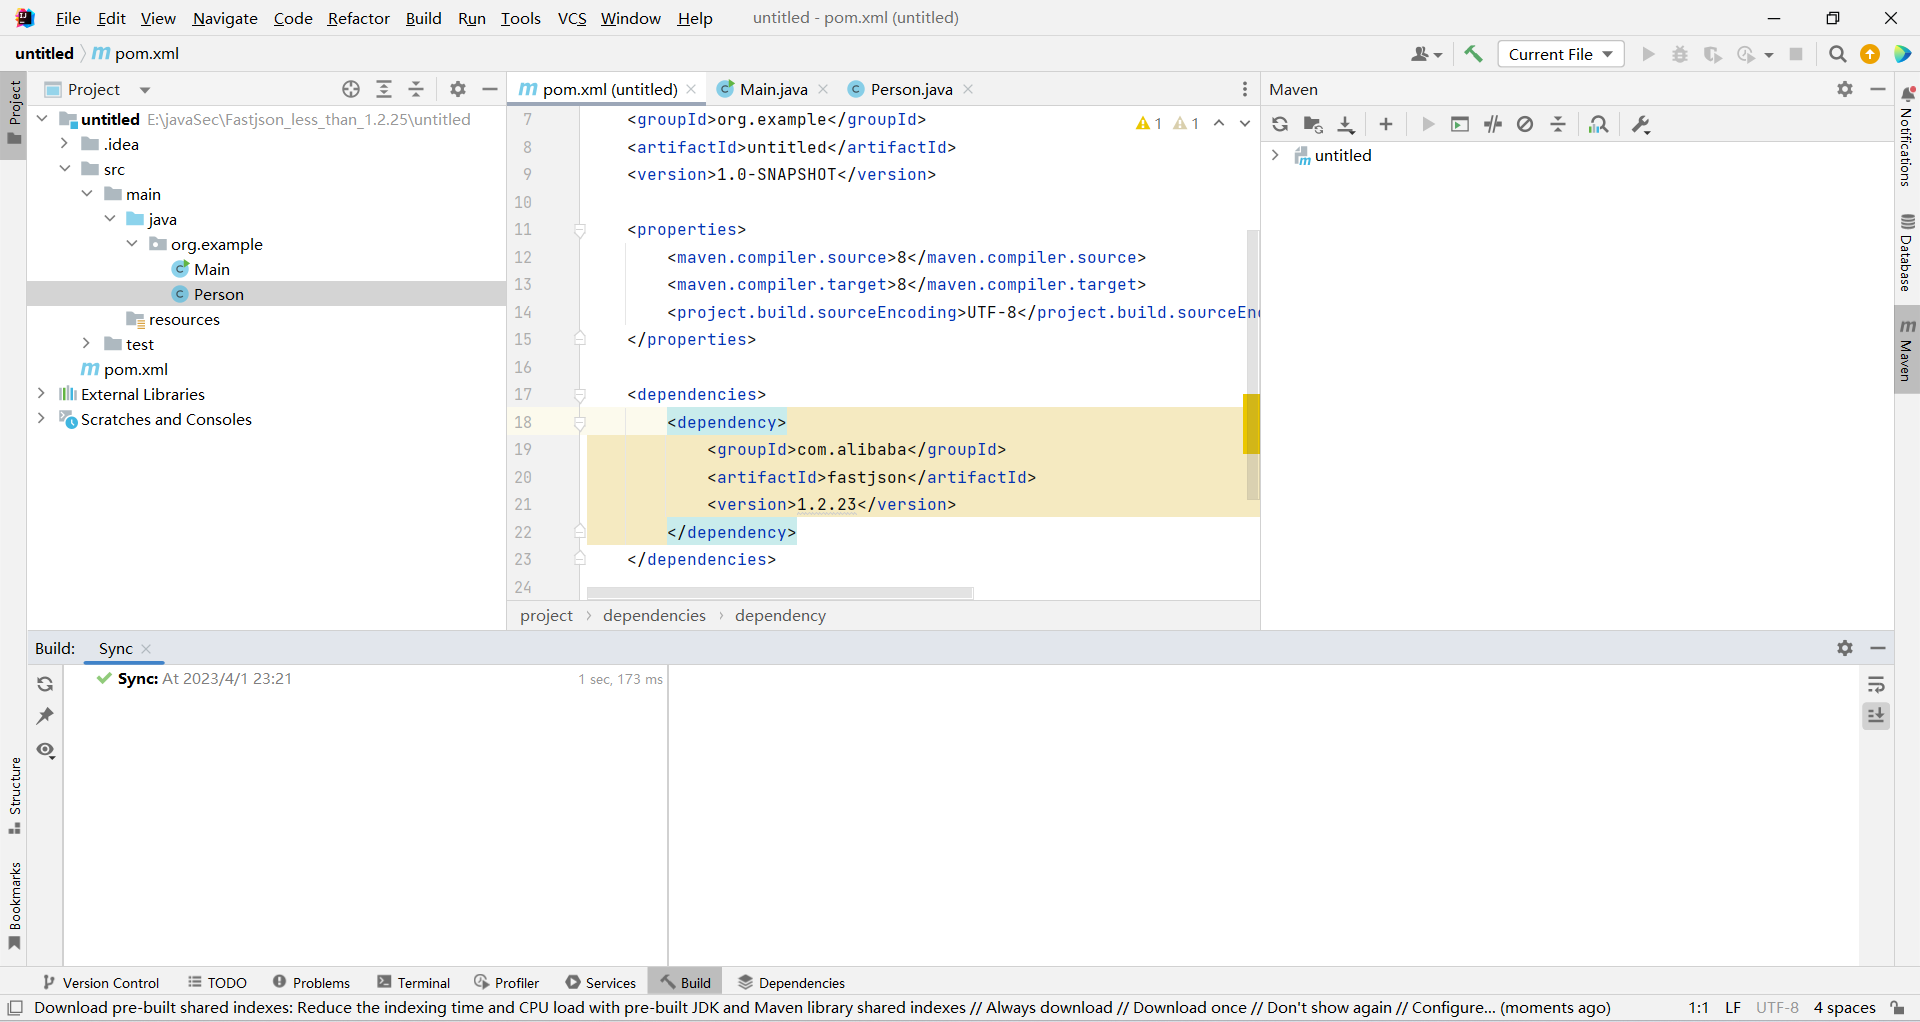 File Edit View Navigate Code Refactor Build Run Tools VCS Window Help untitled - pom.xml (untitled)
untitled pom.xml
Current File
Project
Project
pom.xml (untitled) Main.java Person.java
Maven
untitled E:\javaSec\Fastjson_less_than_1.2.25\untitled
.idea
src
main
java
org.example
Main
Person
resources
test
pom.xml
External Libraries
Scratches and Consoles
7 <groupId>org.example</groupId>
8 <artifactId>untitled</artifactId>
9 <version>1.0-SNAPSHOT</version>
10
11 <properties>
12 <maven.compiler.source>8</maven.compiler.source>
13 <maven.compiler.target>8</maven.compiler.target>
14 <project.build.sourceEncoding>UTF-8</project.build.sourceEnc
15 </properties>
16
17 <dependencies>
18 <dependency>
19 <groupId>com.alibaba</groupId>
20 <artifactId>fastjson</artifactId>
21 <version>1.2.23</version>
22 </dependency>
23 </dependencies>
24
1 1
project › dependencies › dependency
untitled
Notifications
Database
Maven
Build: Sync
Sync: At 2023/4/1 23:21 1 sec, 173 ms
Structure
Bookmarks
Version Control TODO Problems Terminal Profiler Services Build Dependencies
Download pre-built shared indexes: Reduce the indexing time and CPU load with pre-built JDK and Maven library shared indexes // Always download // Download once // Don't show again // Configure... (moments ago) 1:1 LF UTF-8 4 spaces